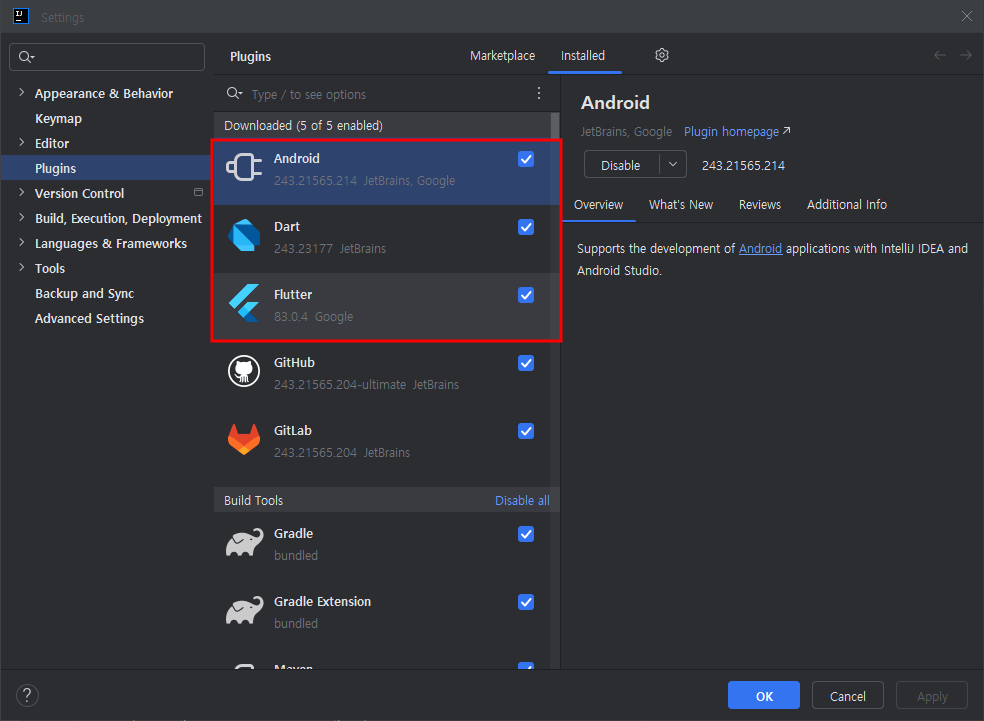 Settings
Appearance & Behavior
Keymap
Editor
Plugins
Version Control
Build, Execution, Deployment
Languages & Frameworks
Tools
Backup and Sync
Advanced Settings
Plugins
Marketplace
Installed
Type / to see options
Downloaded (5 of 5 enabled)
Android
243.21565.214 JetBrains, Google
Dart
243.23177 JetBrains
Flutter
83.0.4 Google
GitHub
243.21565.204-ultimate JetBrains
GitLab
243.21565.204 JetBrains
Build Tools Disable all
Gradle
bundled
Gradle Extension
bundled
Maven
Android
JetBrains, Google Plugin homepage ↗
Disable 243.21565.214
Overview What's New Reviews Additional Info
Supports the development of Android applications with IntelliJ IDEA and
Android Studio.
?
OK Cancel Apply